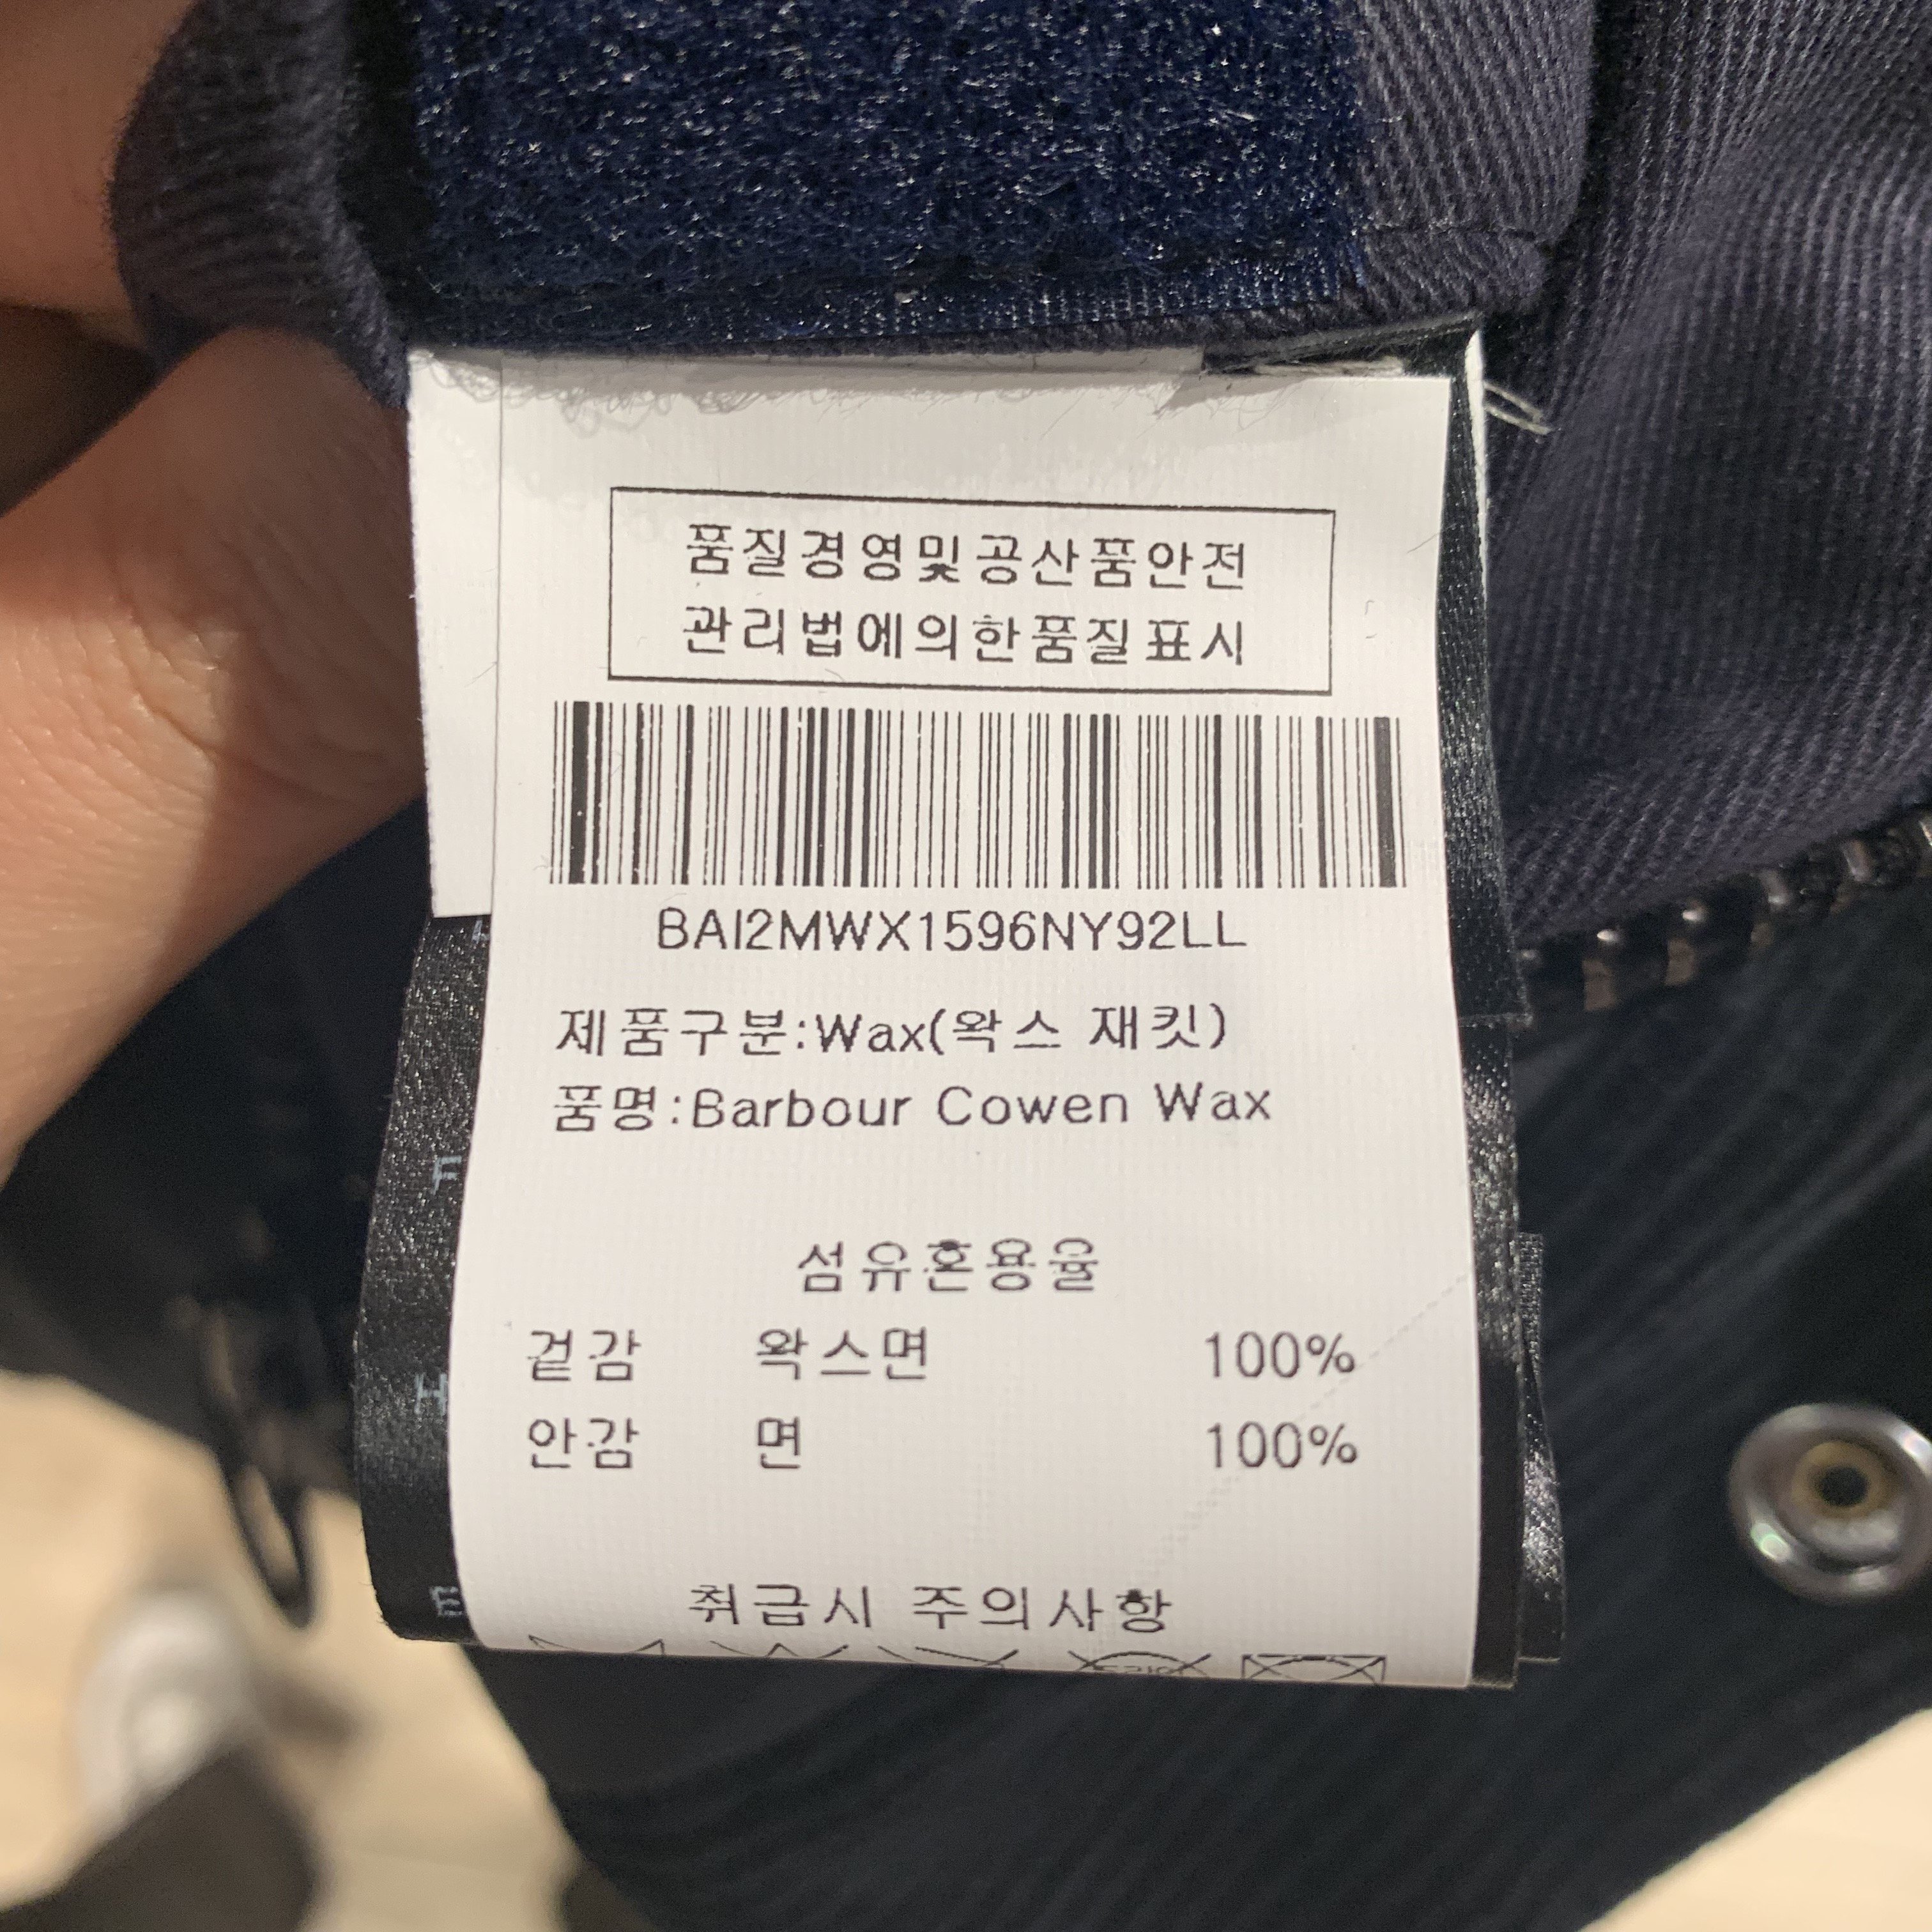 품질경영및공산품안전
관리법에의한품질표시
BAI2MWX1596NY92LL
제품구분:Wax(왁스 재킷)
품명:Barbour Cowen Wax
섬유혼용율
겉감 왁스면 100%
안감 면 100%
취급시 주의사항